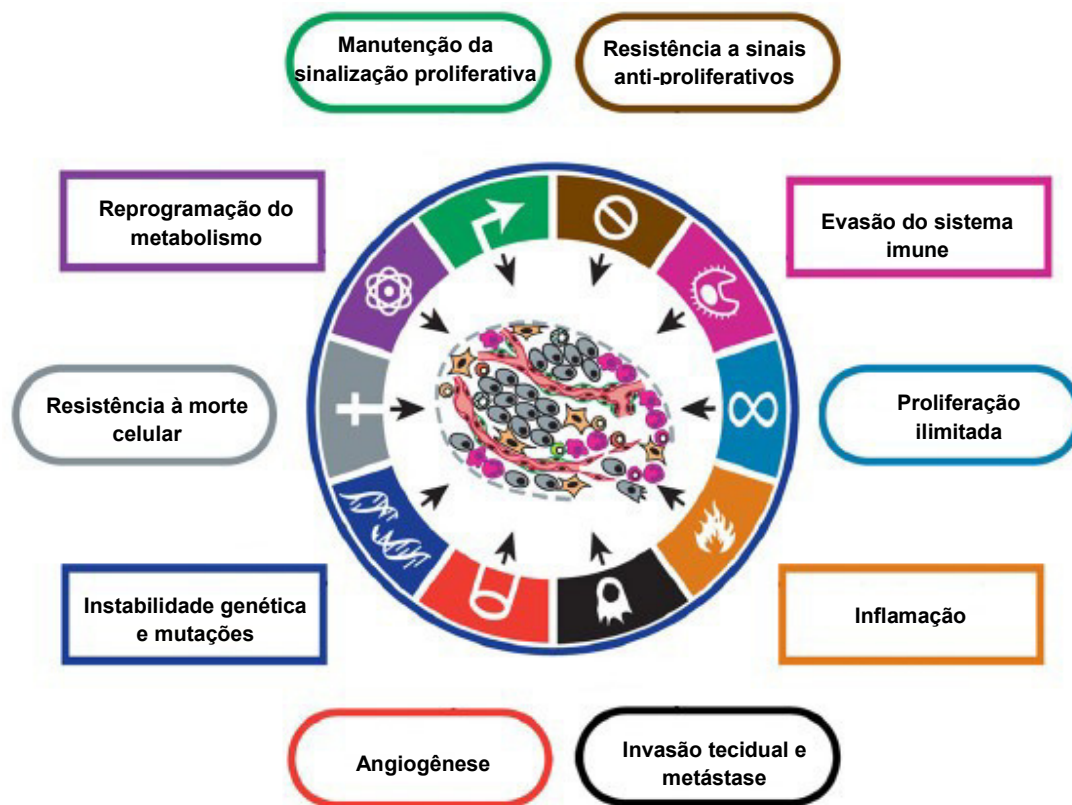 Manutenção da
sinalização proliferativa
Resistência a sinais
anti-proliferativos
Reprogramação do
metabolismo
Evasão do sistema
imune
Resistência à morte
celular
Proliferação
ilimitada
Instabilidade genética
e mutações
Inflamação
Angiogênese
Invasão tecidual e
metástase